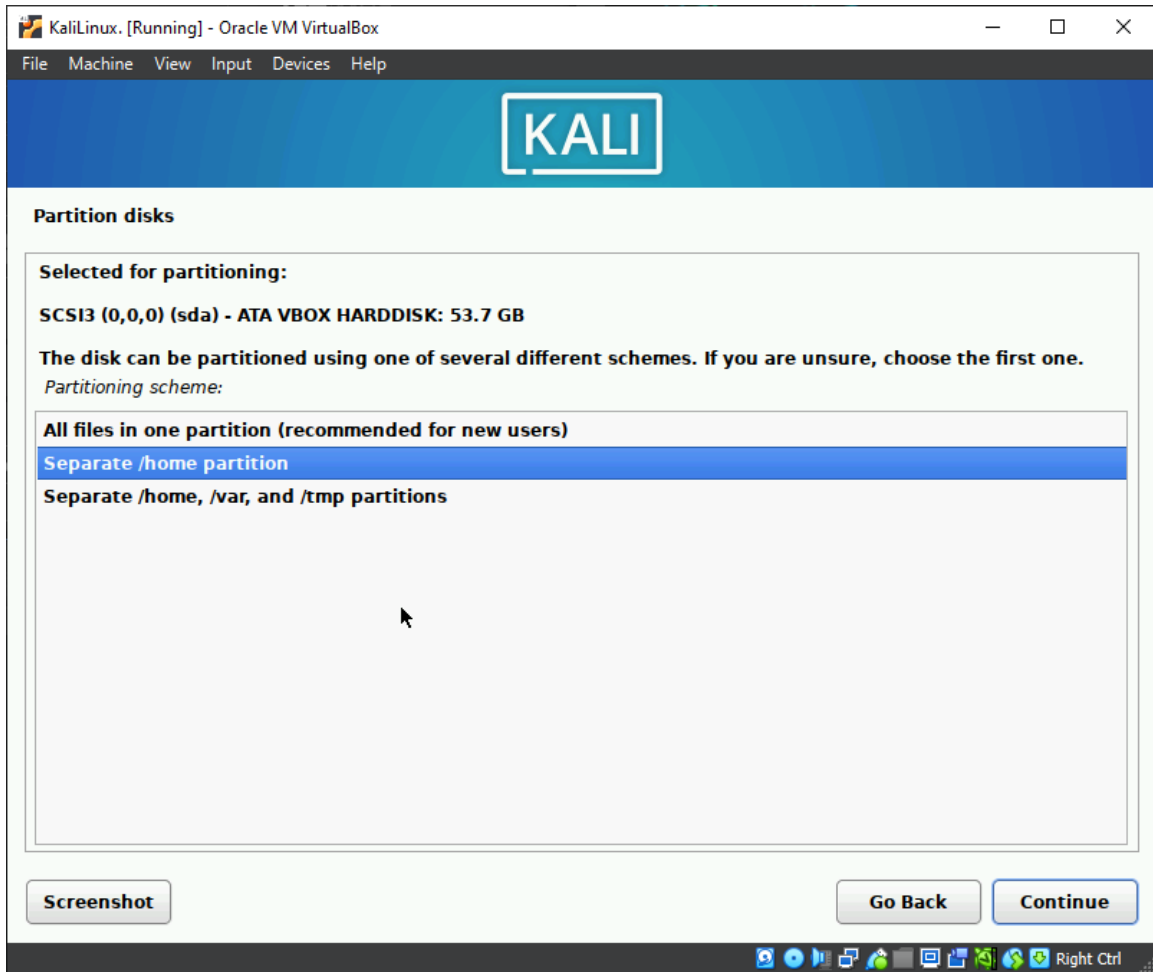 KaliLinux. [Running] - Oracle VM VirtualBox
File Machine View Input Devices Help
KALI
Partition disks
Selected for partitioning:
SCSI3 (0,0,0) (sda) - ATA VBOX HARDDISK: 53.7 GB
The disk can be partitioned using one of several different schemes. If you are unsure, choose the first one.
Partitioning scheme:
All files in one partition (recommended for new users)
Separate /home partition
Separate /home, /var, and /tmp partitions
Screenshot
Go Back
Continue
Right Ctrl